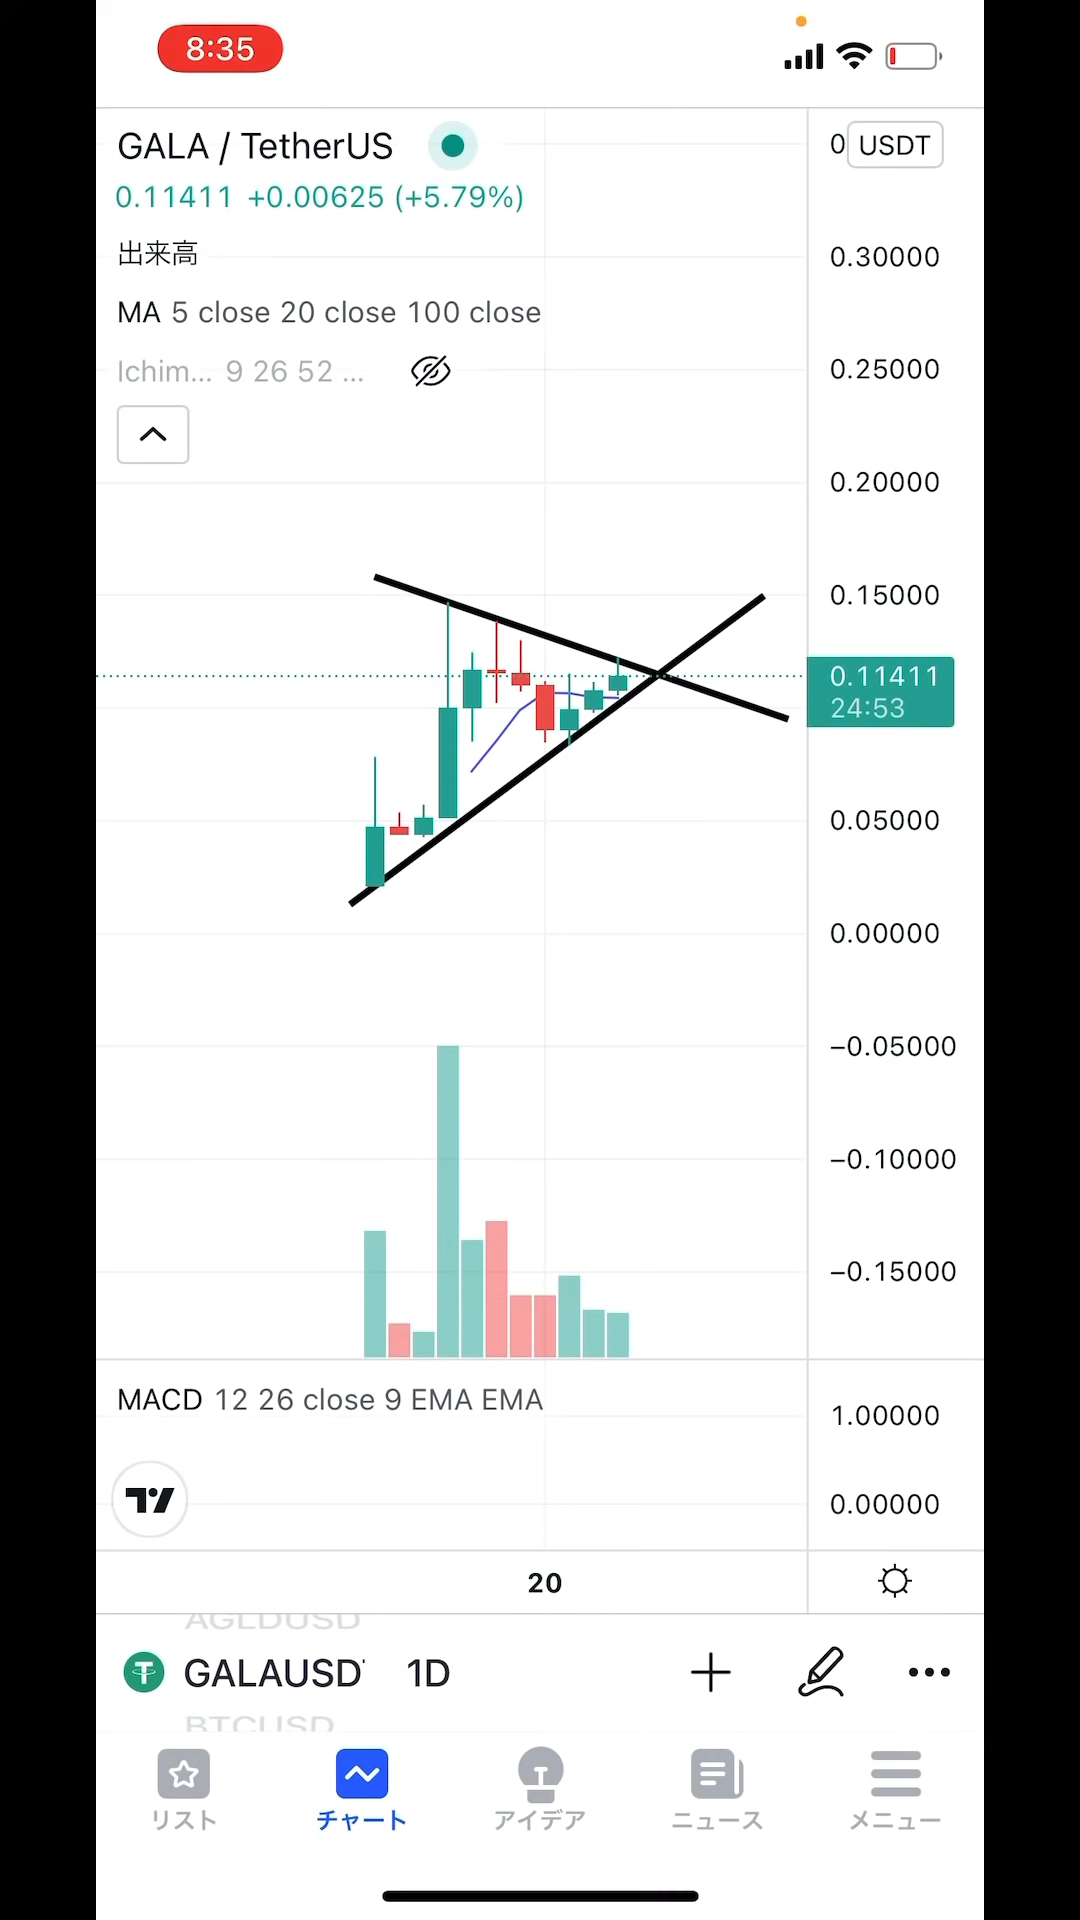 8:35
GALA / TetherUS
0 USDT
0.11411 +0.00625 (+5.79%)
出来高
0.30000
MA 5 close 20 close 100 close
Ichim... 9 26 52 ...
0.25000
0.20000
0.15000
0.11411
24:53
0.05000
0.00000
−0.05000
−0.10000
−0.15000
MACD 12 26 close 9 EMA EMA
1.00000
0.00000
20
AGLDUSD
GALAUSD 1D
BTCUSD
リスト チャート アイデア ニュース メニュー